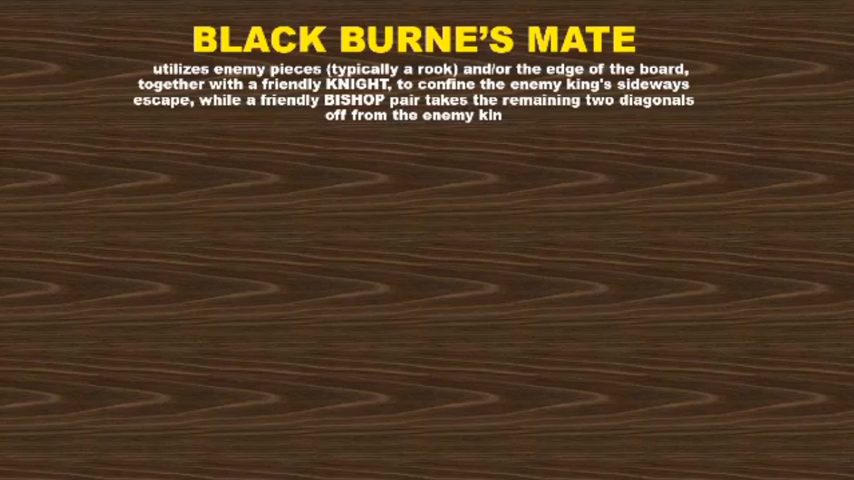 BLACK BURNE’S MATE
utilizes enemy pieces (typically a rook) and/or the edge of the board,
together with a friendly KNIGHT, to confine the enemy king's sideways
escape, while a friendly BISHOP pair takes the remaining two diagonals
off from the enemy kin